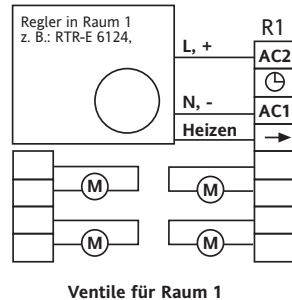 Regler in Raum 1
z. B.: RTR-E 6124,
R1
L, +
AC2
N, -
AC1
Heizen
M
M
M
M
Ventile für Raum 1